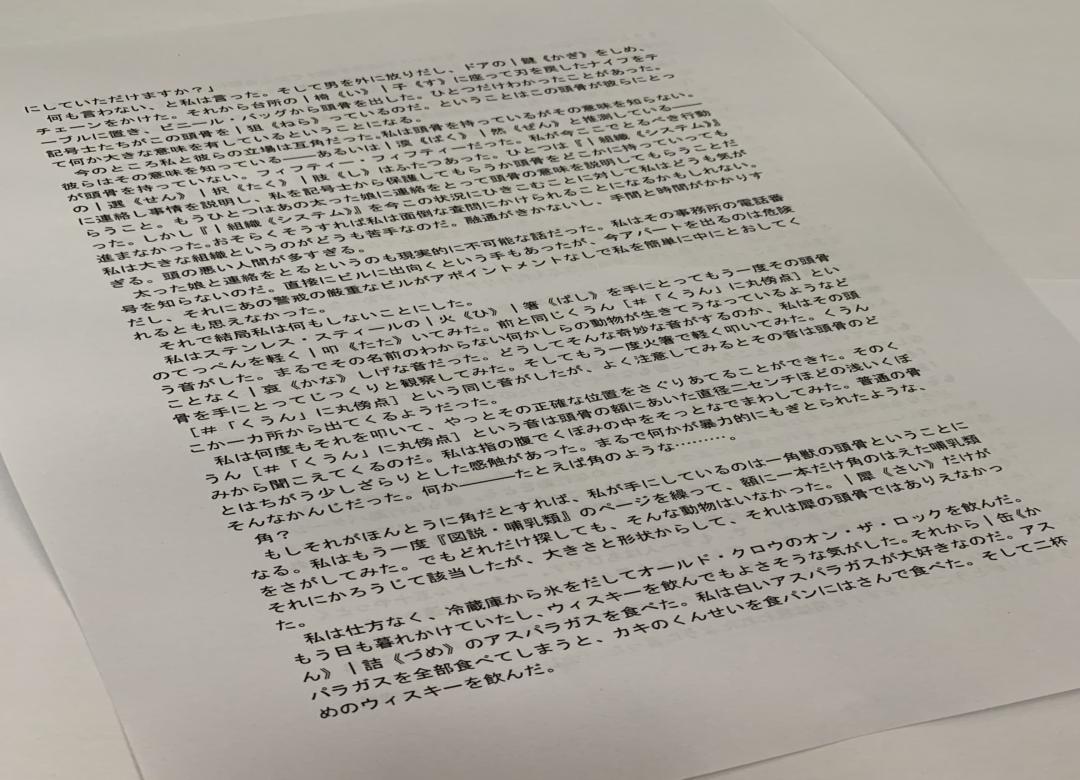 にしていただけますか？」
何も言わない、と私は言った。そして男を外に放りだし、ドアの｜鍵《かぎ》をしめ、
チェーンをかけた。それから台所の｜椅《い》｜子《す》に座って刃を戻したナイフをテ
ーブルに置き、ビニール・バッグから頭骨を出した。ひとつだけわかったことがあった。
記号士たちがこの頭骨を｜狙《ねら》っているのだ。ということはこの頭骨が彼らにとっ
て何か大きな意味を有しているということになる。
今のところ私と彼らの立場は互角だった。私は頭骨を持っているがその意味を知らない。
彼らはその意味を知っている――あるいは｜漠《ばく》｜然《ぜん》と推測している――
が頭骨を持っていない。フィフティー・フィフティーだった。私が今ここでとるべき行動
の｜選《せん》｜択《たく》｜肢《し》はふたつあった。ひとつは『｜組織《システム》』
に連絡し事情を説明し、私を記号士から保護してもらうか頭骨をどこかに持っていっても
らうこと。もうひとつはあの太った娘に連絡をとって頭骨の意味を説明してもらうことだ
った。しかし『｜組織《システム》』を今この状況にひきこむことに対して私はどうも気が
進まなかった。おそらくそうすれば私は面倒な査問にかけられることになるかもしれない。
私は大きな組織というのがどうも苦手なのだ。融通がきかないし、手間と時間がかかりす
ぎる。頭の悪い人間が多すぎる。
太った娘と連絡をとるというのも現実的に不可能な話だった。私はその事務所の電話番
号を知らないのだ。直接にビルに出向くという手もあったが、今アパートを出るのは危険
だし、それにあの警戒の厳重なビルがアポイントメントなしで私を簡単に中にとおしてく
れるとも思えなかった。
それで結局私は何もしないことにした。
私はステンレス・スティールの｜火《ひ》｜箸《ばし》を手にとってもう一度その頭骨
のてっぺんを軽く｜叩《たた》いてみた。前と同じくうん［＃「くうん」に丸傍点］とい
う音がした。まるでその名前のわからない何かしらの動物が生きてうなっているようなど
ことなく｜哀《かな》しげな音だった。どうしてそんな奇妙な音がするのか、私はその頭
骨を手にとってじっくりと観察してみた。そしてもう一度火箸で軽く叩いてみた。くうん
［＃「くうん」に丸傍点］という同じ音がしたが、よく注意してみるとその音は頭骨のど
こか一カ所から出てくるようだった。
私は何度もそれを叩いて、やっとその正確な位置をさぐりあてることができた。そのく
うん［＃「くうん」に丸傍点］という音は頭骨の額にあいた直径二センチほどの浅いくぼ
みから聞こえてくるのだ。私は指の腹でくぼみの中をそっとなでまわしてみた。普通の骨
とはちがう少しざらりとした感触があった。まるで何かが暴力的にもぎとられたような、
そんなかんじだった。何か――たとえば角のような………。
角？
もしそれがほんとうに角だとすれば、私が手にしているのは一角獣の頭骨ということに
なる。私はもう一度『図説・哺乳類』のページを繰って、額に一本だけ角のはえた哺乳類
をさがしてみた。でもどれだけ探しても、そんな動物はいなかった。｜犀《さい》だけが
それにかろうじて該当したが、大きさと形状からして、それは犀の頭骨ではありえなかっ
た。
私は仕方なく、冷蔵庫から氷をだしてオールド・クロウのオン・ザ・ロックを飲んだ。
もう日も暮れかけていたし、ウィスキーを飲んでもよさそうな気がした。それから｜缶《か
ん》｜詰《づめ》のアスパラガスを食べた。私は白いアスパラガスが大好きなのだ。アス
パラガスを全部食べてしまうと、カキのくんせいを食パンにはさんで食べた。そして二杯
めのウィスキーを飲んだ。